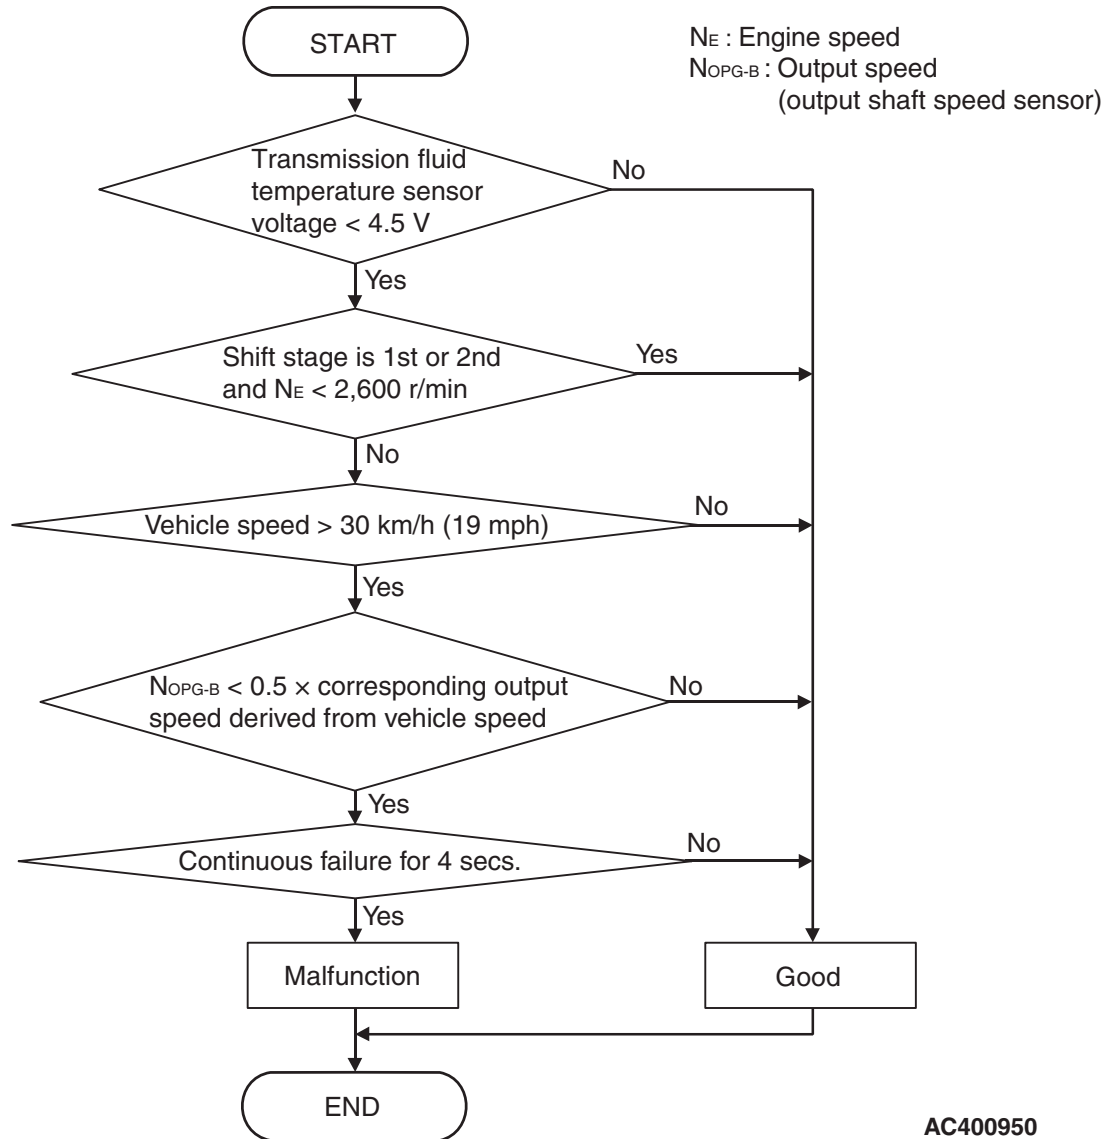 START
NE : Engine speed
NOPG-B : Output speed
(output shaft speed sensor)
Transmission fluid
temperature sensor
voltage < 4.5 V
No
Yes
Shift stage is 1st or 2nd
and NE < 2,600 r/min
Yes
No
Vehicle speed > 30 km/h (19 mph)
No
Yes
NOPG-B < 0.5 × corresponding output
speed derived from vehicle speed
No
Yes
Continuous failure for 4 secs.
No
Yes
Malfunction
Good
END
AC400950